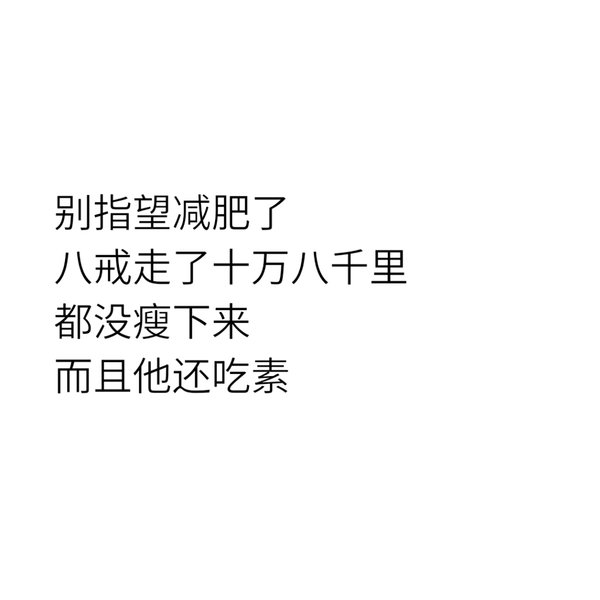 别指望减肥了
八戒走了十万八千里
都没瘦下来
而且他还吃素